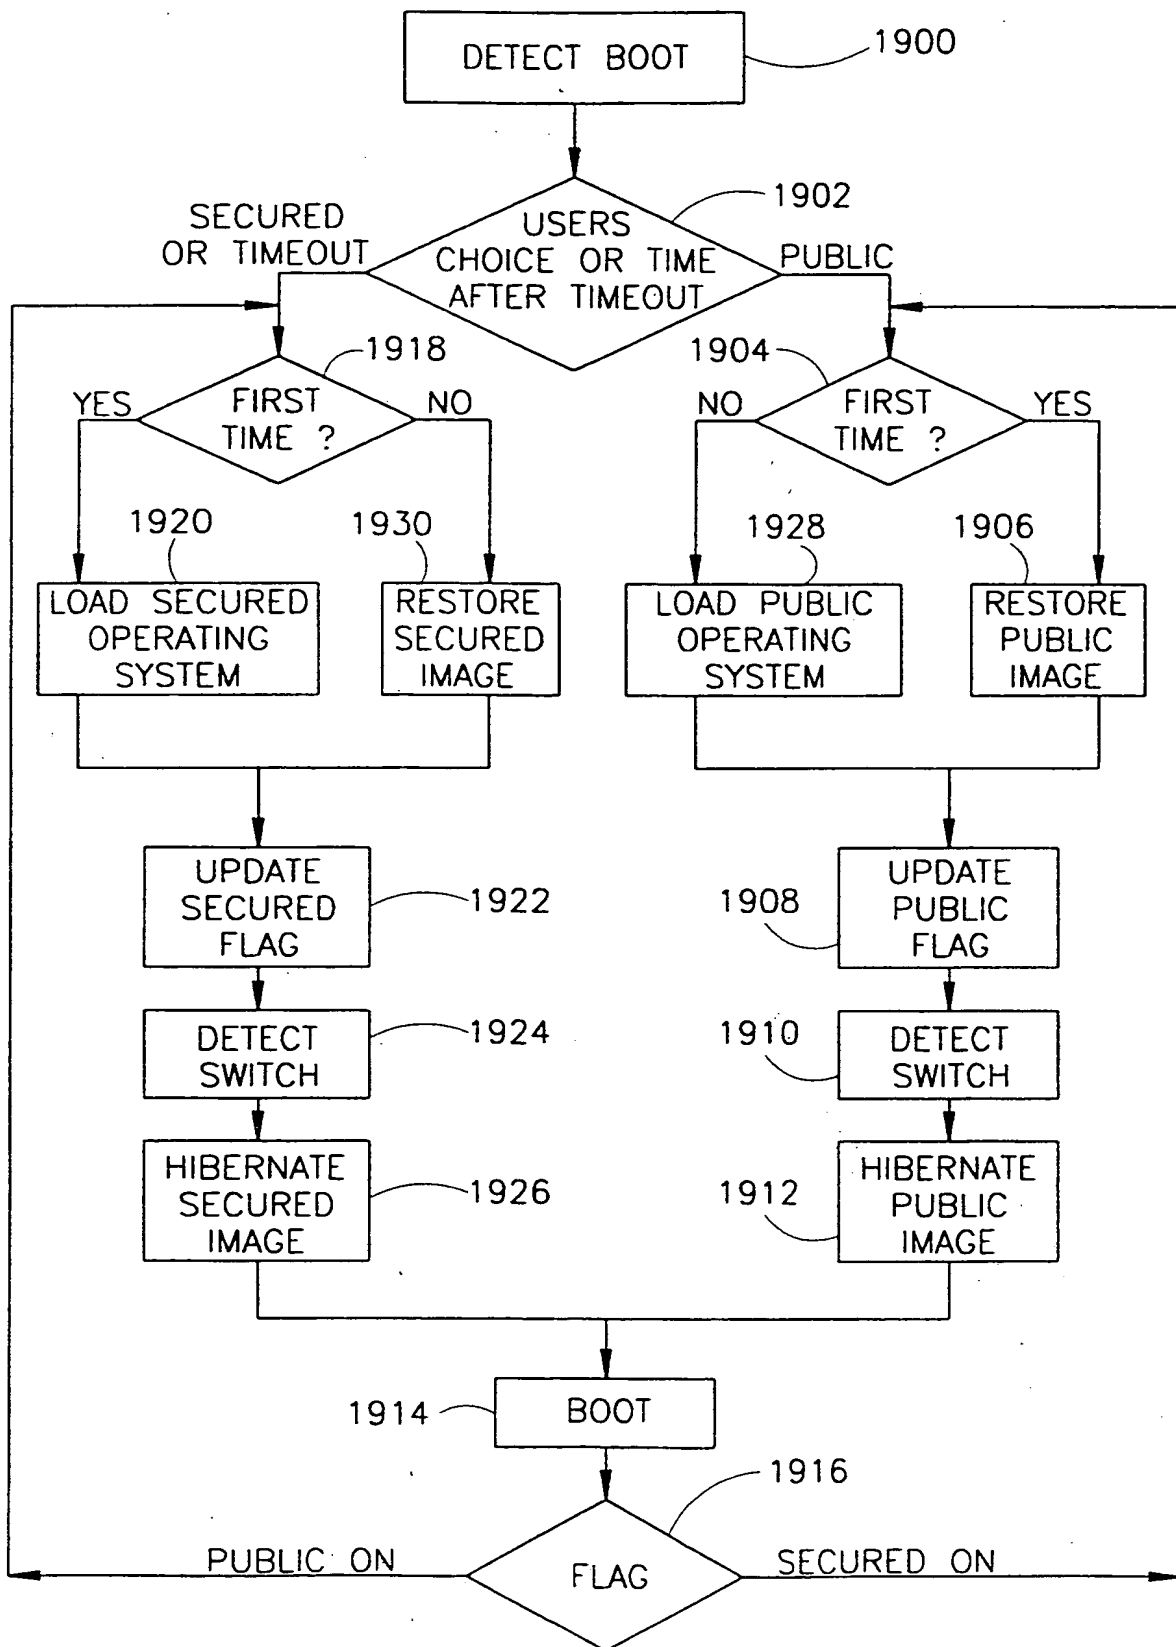 DETECT BOOT
1900
1902
SECURED
OR TIMEOUT
USERS
CHOICE OR TIME
AFTER TIMEOUT
PUBLIC
1918
1904
YES
FIRST
TIME ?
NO
NO
FIRST
TIME ?
YES
1920
1930
1928
1906
LOAD SECURED
OPERATING
SYSTEM
RESTORE
SECURED
IMAGE
LOAD PUBLIC
OPERATING
SYSTEM
RESTORE
PUBLIC
IMAGE
UPDATE
SECURED
FLAG
1922
1908
UPDATE
PUBLIC
FLAG
DETECT
SWITCH
1924
1910
DETECT
SWITCH
HIBERNATE
SECURED
IMAGE
1926
1912
HIBERNATE
PUBLIC
IMAGE
1914
BOOT
1916
PUBLIC ON
FLAG
SECURED ON